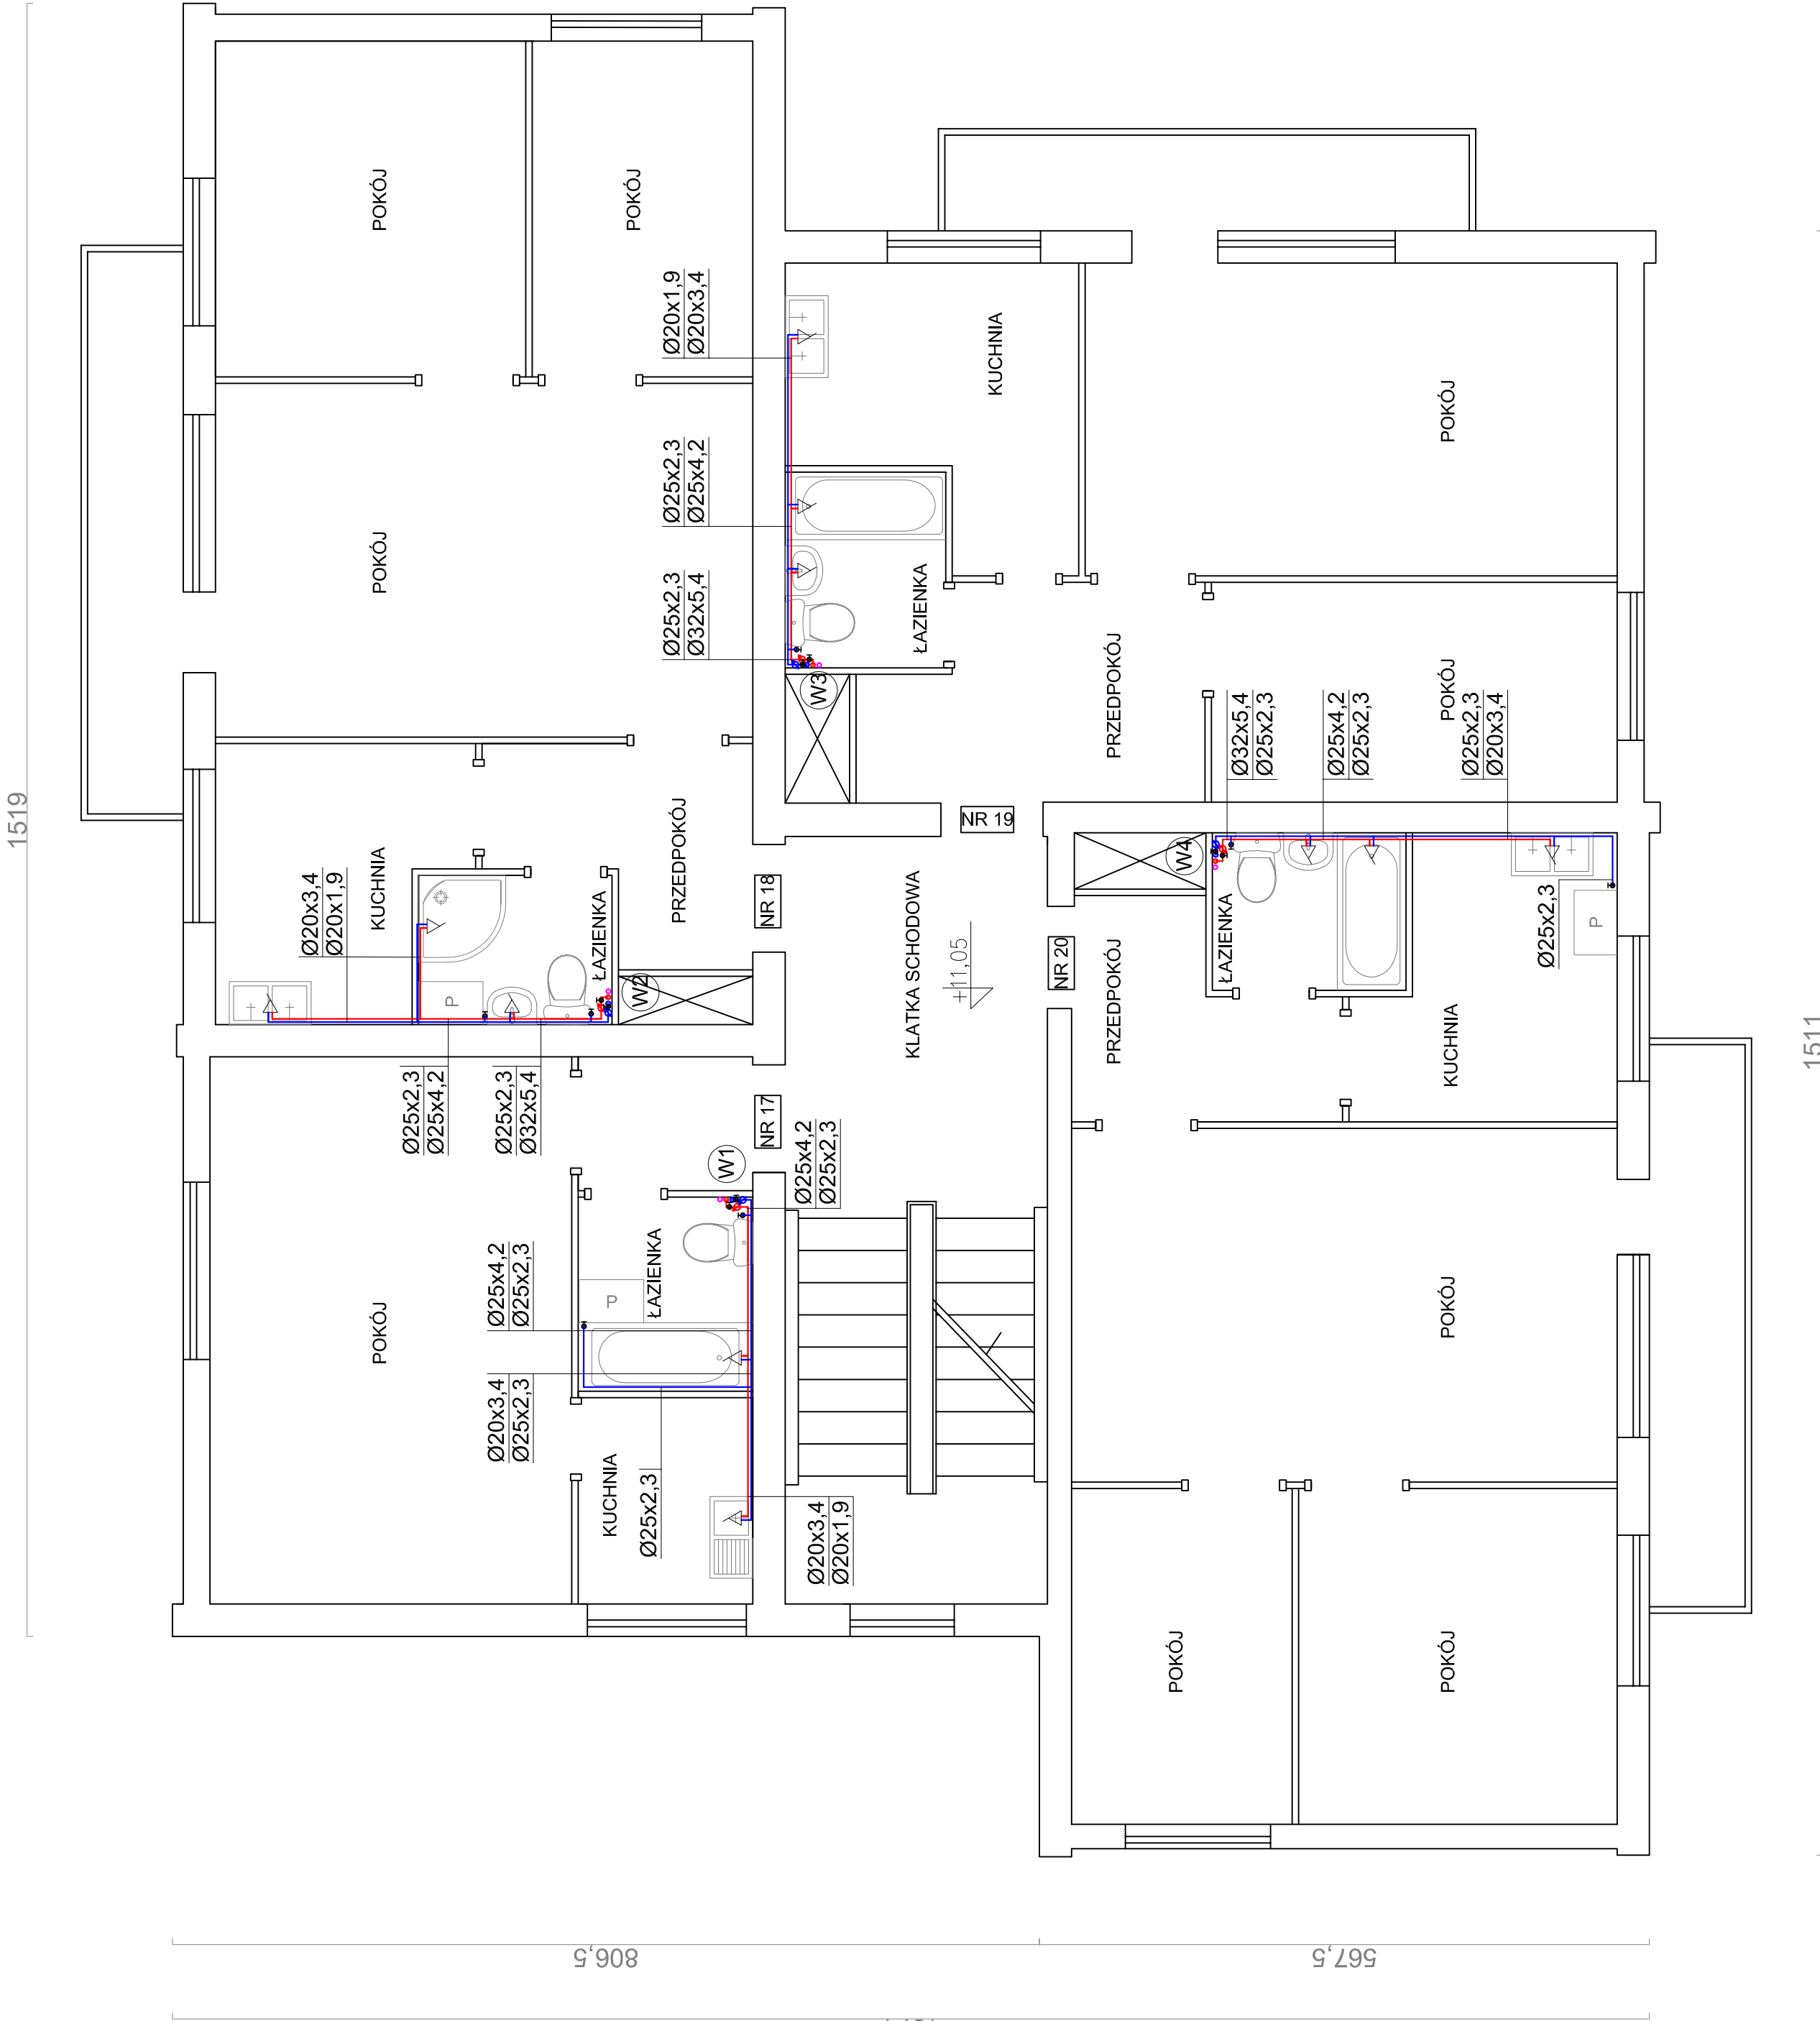 POKÓJ
POKÓJ
Ø20x1,9
Ø20x3,4
KUCHNIA
POKÓJ
Ø25x2,3
Ø25x4,2
POKÓJ
Ø25x2,3
Ø32x5,4
ŁAZIENKA
W3
PRZEDPOKÓJ
POKÓJ
Ø32x5,4
Ø25x2,3
Ø25x4,2
Ø25x2,3
Ø25x2,3
Ø20x3,4
1519
NR 19
KUCHNIA
Ø20x3,4
Ø20x1,9
PRZEDPOKÓJ
NR 18
ŁAZIENKA
W2
P
KLATKA SCHODOWA
+11,05
NR 20
W4
ŁAZIENKA
PRZEDPOKÓJ
Ø25x2,3
P
KUCHNIA
1511
Ø25x2,3
Ø25x4,2
Ø25x2,3
Ø32x5,4
NR 17
W1
Ø25x4,2
Ø25x2,3
POKÓJ
Ø25x4,2
Ø25x2,3
P
ŁAZIENKA
POKÓJ
Ø20x3,4
Ø25x2,3
KUCHNIA
Ø25x2,3
Ø20x3,4
Ø20x1,9
POKÓJ
POKÓJ
806,5
567,5